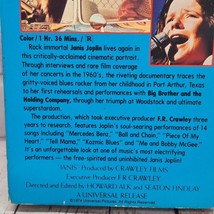 Color/1 Hr. 36 Mins./
Rock immortal Janis Joplin lives again in
this critically-acclaimed cinematic portrait.
Through interviews and rare film coverage
of her concerts in the 1960's, the riveting documentary traces the
gritty-voiced blues rocker from her childhood in Port Arthur, Texas
to her first smash performances with Big Brother and the
Holding Company, through her triumph at Woodstock and ultimate
superstardom.
The production, which took executive producer F.R. Crawley three
years to research, features Joplin's soul-searing performances of 14
songs including "Mercedes Benz," "Ball and Chain," "Piece of My
Heart," "Tell Mama," "Kozmic Blues" and "Me and Bobby McGee."
It's an unforgettable look at one of music's most electrifying
performers — the free-spirited and uninhibited Janis Joplin!
JANIS • Produced by CRAWLEY FILMS
Executive Producer F.R. CRAWLEY
Directed and Edited by HOWARD ALK and SEATON FINDLAY
A UNIVERSAL RELEASE